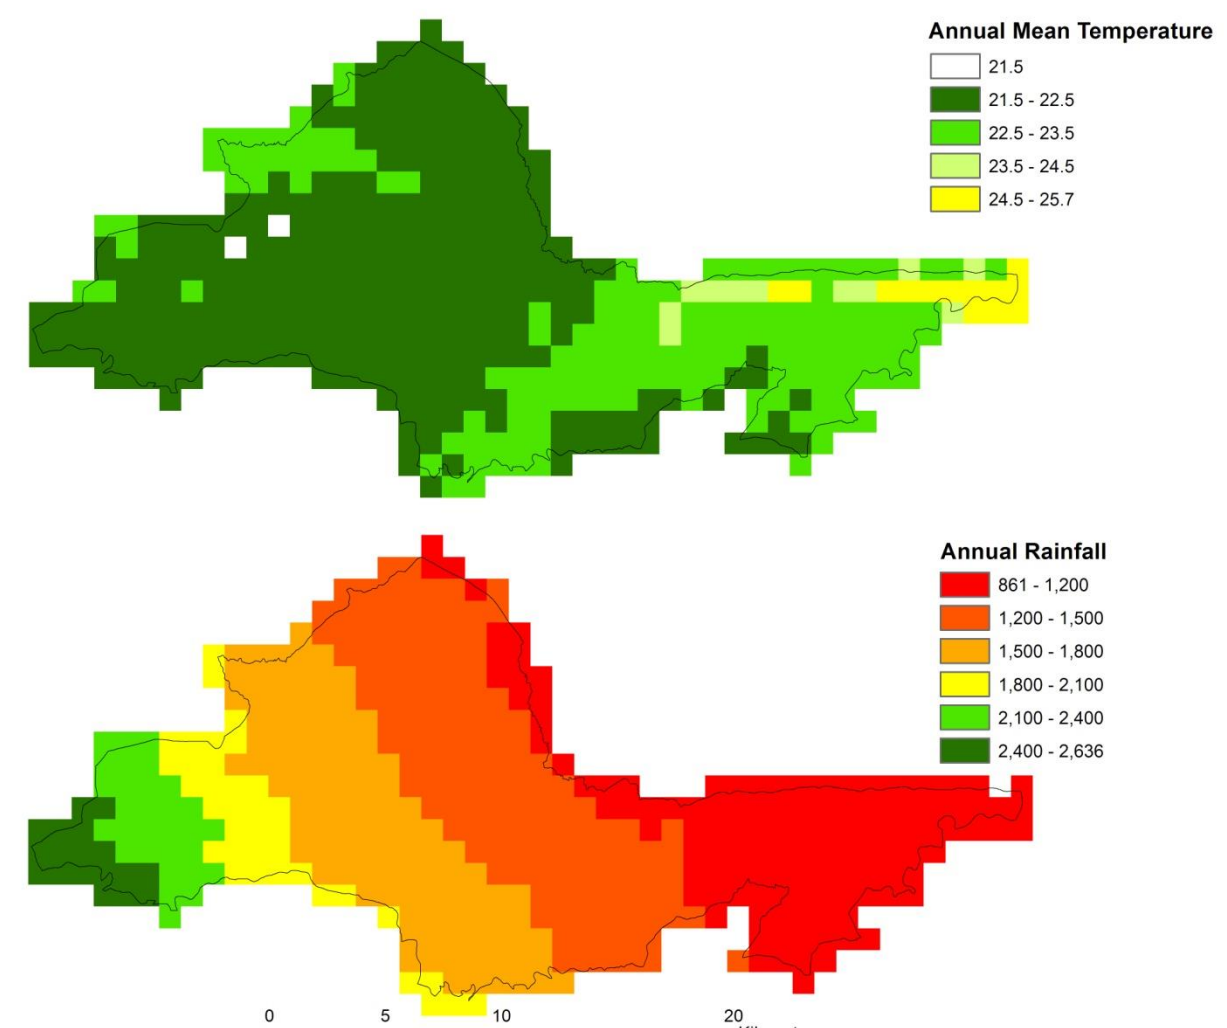 Annual Mean Temperature
21.5
21.5 - 22.5
22.5 - 23.5
23.5 - 24.5
24.5 - 25.7
Annual Rainfall
861 - 1,200
1,200 - 1,500
1,500 - 1,800
1,800 - 2,100
2,100 - 2,400
2,400 - 2,636
0 5 10 20